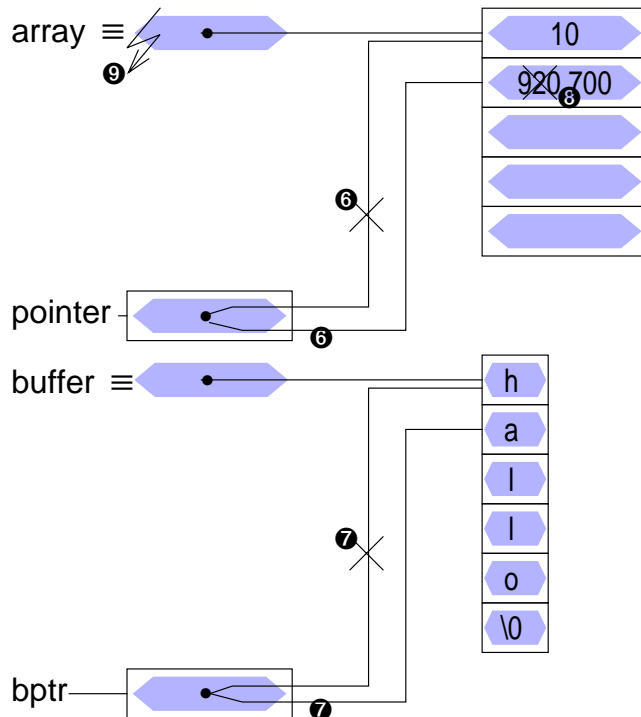 array ≡
10
❾
920 700
❽
❻
pointer
❻
buffer ≡
h
a
l
❼
l
o
\0
bptr
❼